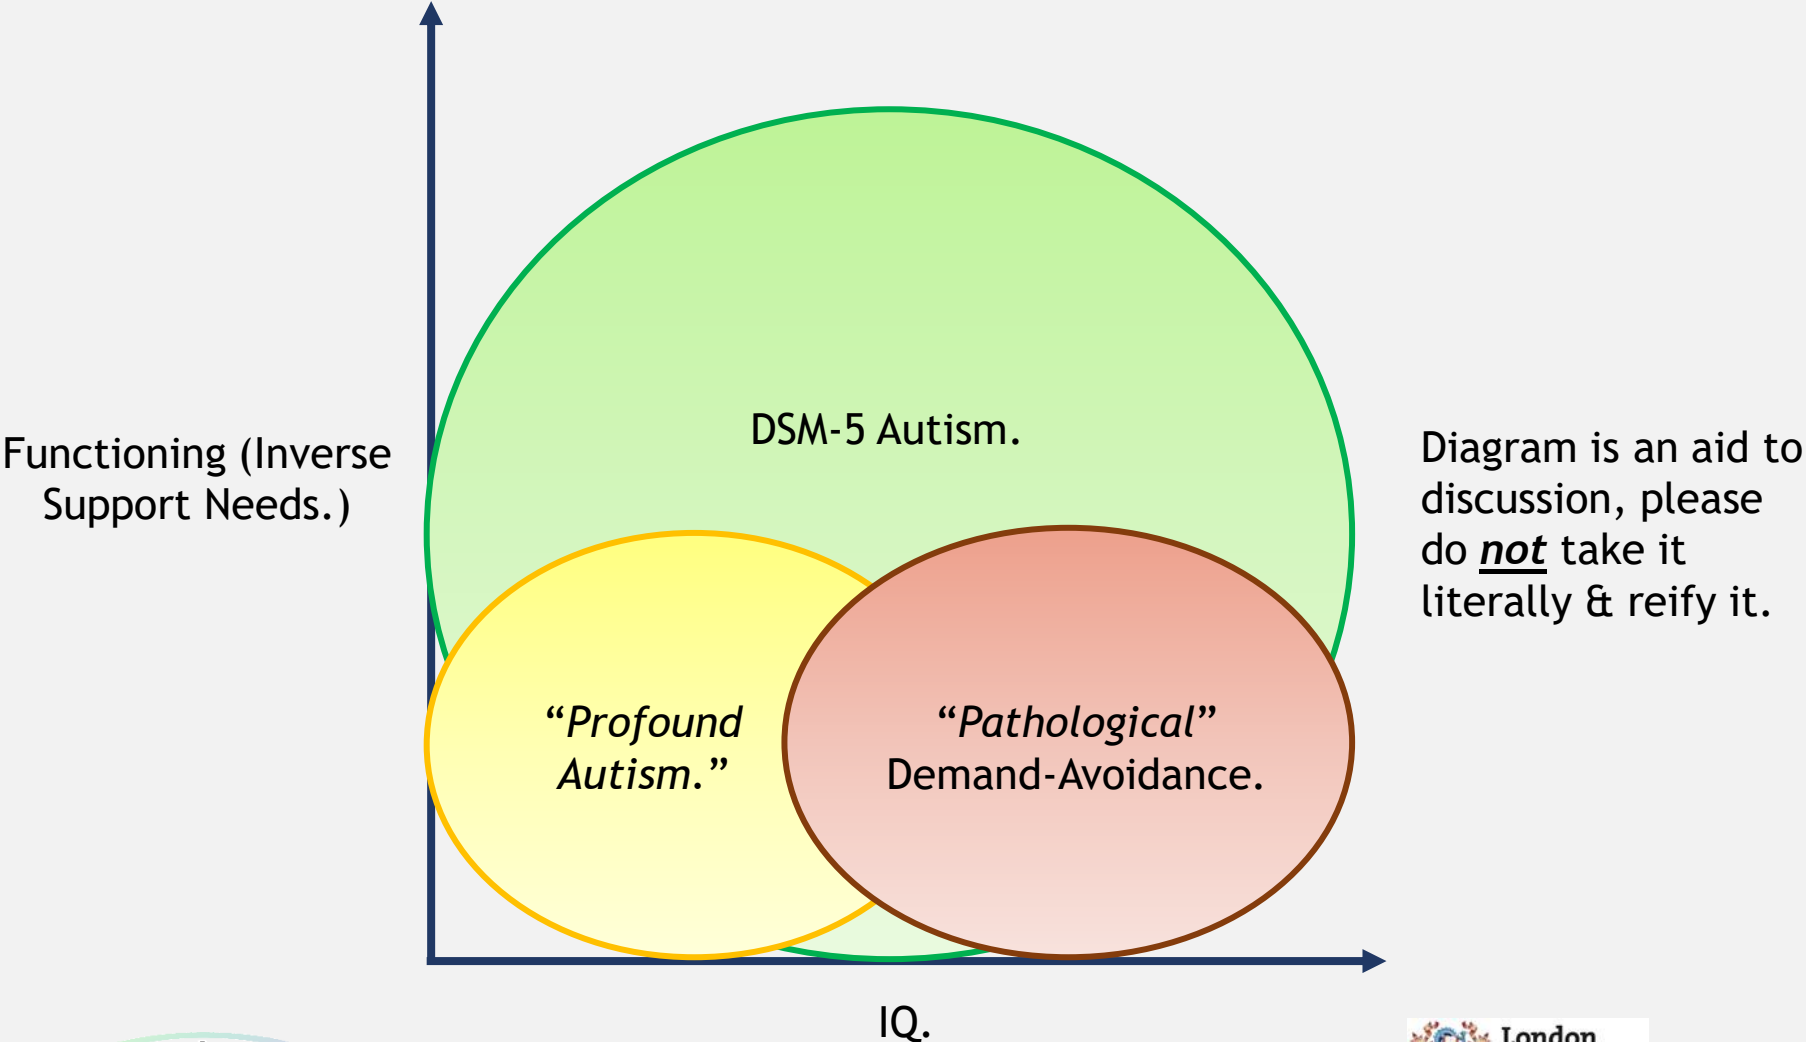 DSM-5 Autism.
Functioning (Inverse
Support Needs.)
Diagram is an aid to
discussion, please
do not take it
literally & reify it.
“Profound
Autism.”
“Pathological”
Demand-Avoidance.
IQ.
London